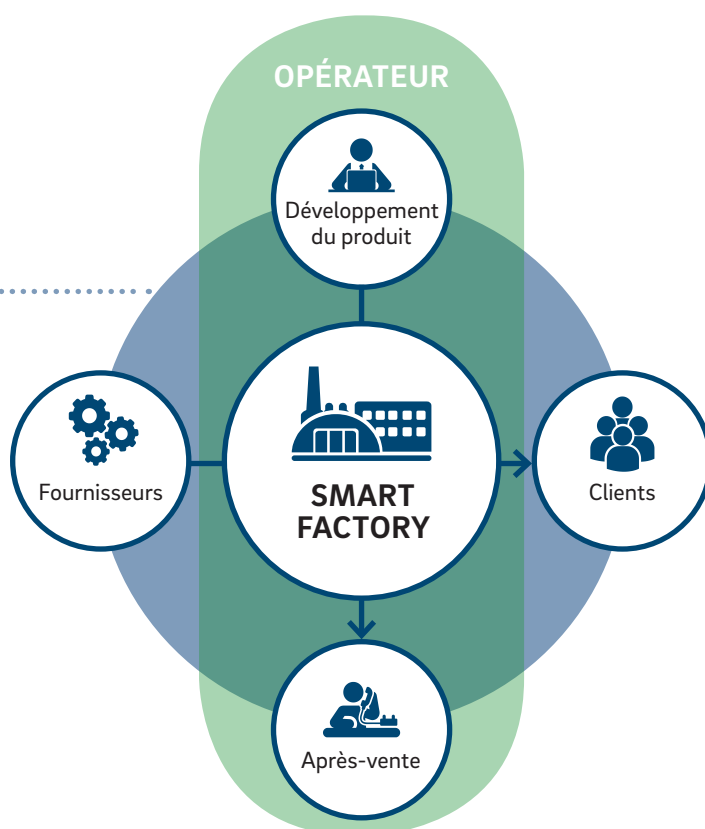 OPÉRATEUR
Développement
du produit
Fournisseurs
SMART
FACTORY
Clients
Après-vente